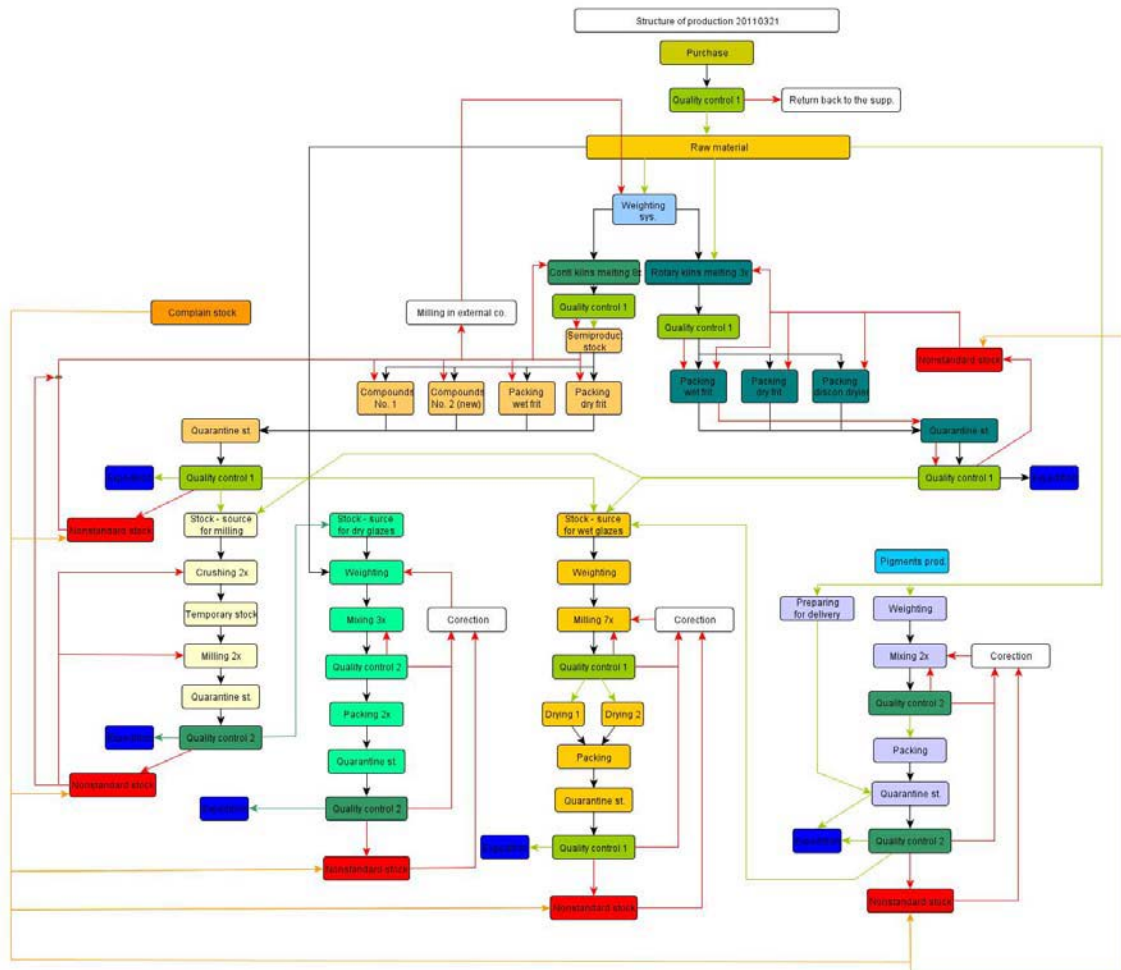 Structure of production 20110321
Purchase
Quality control 1
Return back to the supp.
Raw material
Weighting
sys.
Conti kilns melting 8x
Rotary kilns melting 3x
Complain stock
Milling in external co.
Quality control 1
Quality control 1
Semiproduct
stock
Nonstandard stock
Compounds
No. 1
Compounds
No. 2 (new)
Packing
wet frit
Packing
dry frit
Packing
wet frit
Packing
dry frit
Packing
discon dryier
Quarantine st.
Quarantine st.
Quality control 1
Quality control 1
Nonstandard stock
Stock - source
for milling
Stock - surce
for dry glazes
Stock - surce
for wet glazes
Crushing 2x
Weighting
Weighting
Pigments prod.
Temporary stock
Mixing 3x
Corection
Milling 7x
Corection
Preparing
for delivery
Weighting
Milling 2x
Quality control 2
Quality control 1
Mixing 2x
Corection
Quarantine st.
Packing 2x
Drying 1
Drying 2
Quality control 2
Quality control 2
Quarantine st.
Packing
Packing
Nonstandard stock
Quality control 2
Quarantine st.
Quarantine st.
Quality control 1
Quality control 2
Nonstandard stock
Nonstandard stock
Nonstandard stock